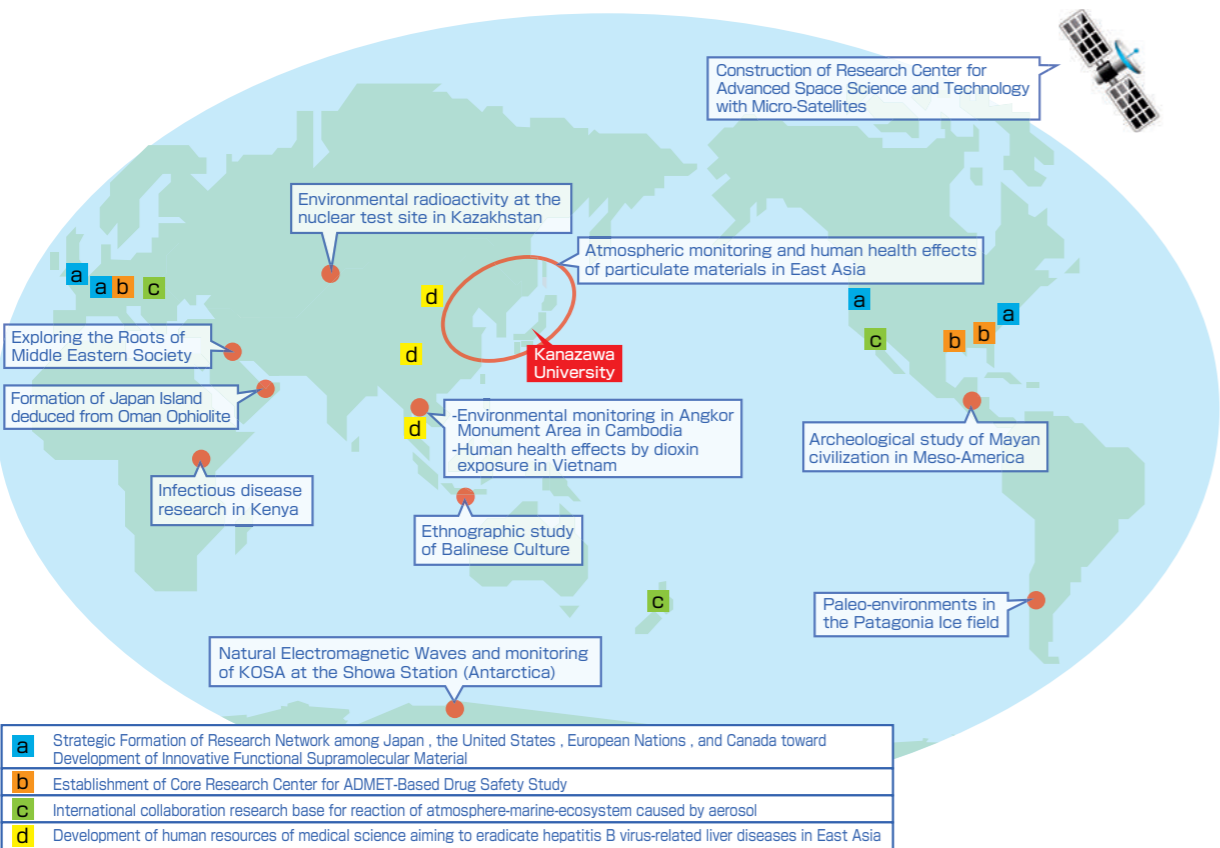 Construction of Research Center for
Advanced Space Science and Technology
with Micro-Satellites
Environmental radioactivity at the
nuclear test site in Kazakhstan
Atmospheric monitoring and human health effects
of particulate materials in East Asia
a
a
b
c
d
a
a
b
b
c
Exploring the Roots of
Middle Eastern Society
d
Kanazawa
University
Formation of Japan Island
deduced from Oman Ophiolite
d
-Environmental monitoring in Angkor
Monument Area in Cambodia
-Human health effects by dioxin
exposure in Vietnam
Archeological study of Mayan
civilization in Meso-America
Infectious disease
research in Kenya
Ethnographic study
of Balinese Culture
c
Paleo-environments in
the Patagonia Ice field
Natural Electromagnetic Waves and monitoring
of KOSA at the Showa Station (Antarctica)
a Strategic Formation of Research Network among Japan , the United States , European Nations , and Canada toward
Development of Innovative Functional Supramolecular Material
b Establishment of Core Research Center for ADMET-Based Drug Safety Study
c International collaboration research base for reaction of atmosphere-marine-ecosystem caused by aerosol
d Development of human resources of medical science aiming to eradicate hepatitis B virus-related liver diseases in East Asia